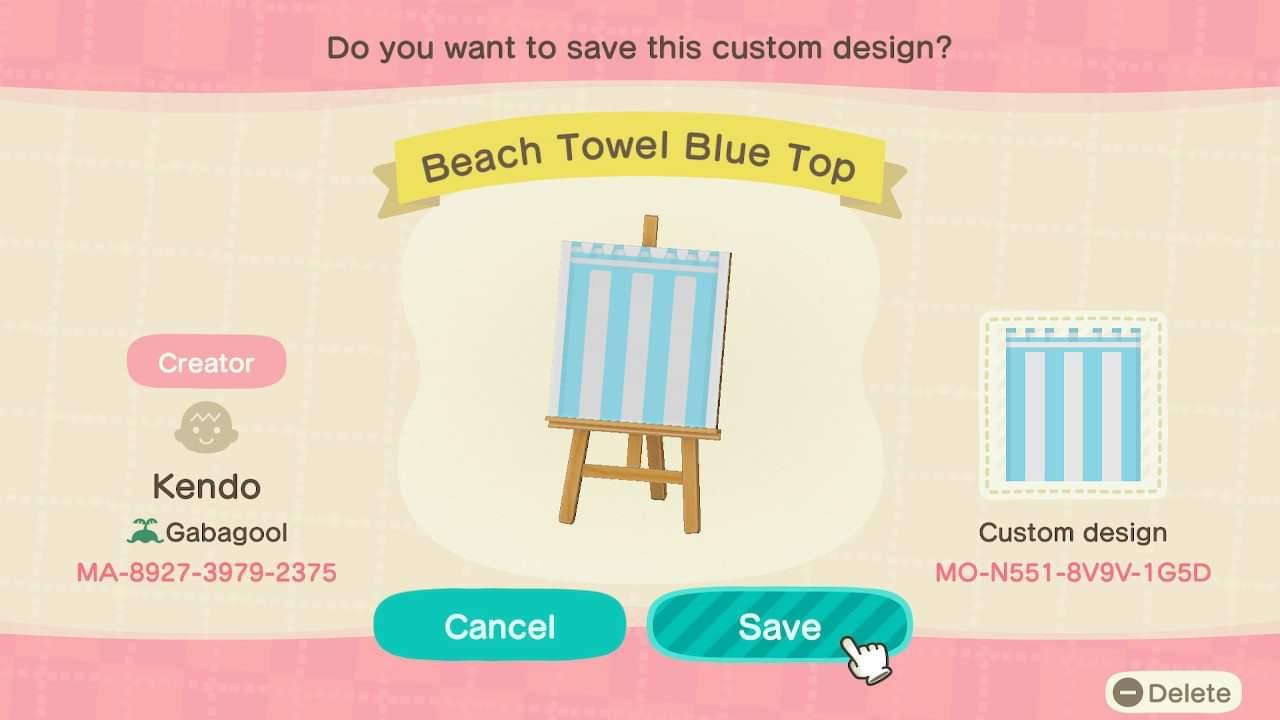 Do you want to save this custom design?
Beach Towel Blue Top
Creator
Kendo
Gabagool
MA-8927-3979-2375
Custom design
MO-N551-8V9V-1G5D
Cancel
Save
Delete